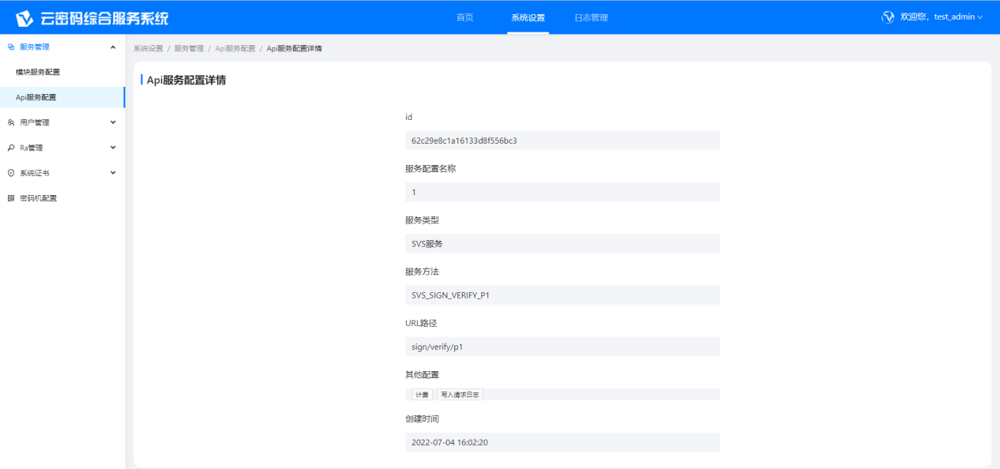 云密码综合服务系统
首页
系统设置
日志管理
欢迎您，test_admin
服务管理
模块服务配置
Api服务配置
用户管理
Ra管理
系统证书
密码机配置
系统设置 / 服务管理 / Api服务配置 / Api服务配置详情
Api服务配置详情
id
62c29e8c1a16133d8f556bc3
服务配置名称
1
服务类型
SVS服务
服务方法
SVS_SIGN_VERIFY_P1
URL路径
sign/verify/p1
其他配置
计费 写入请求日志
创建时间
2022-07-04 16:02:20